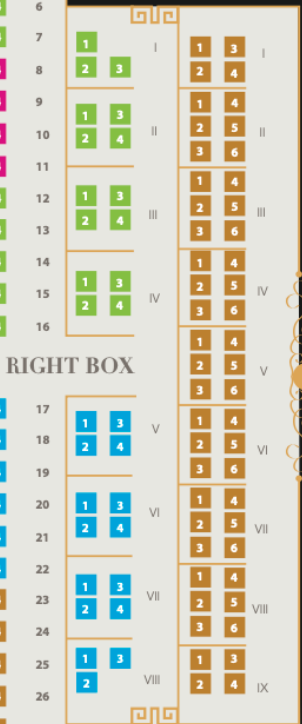 6
7 1 I 1 3 I
8 2 3 2 4
9 1 4
10 1 3 II 2 5 II
2 4 3 6
11 1 4
12 1 3 III 2 5 III
13 2 4 3 6
14 1 4
15 1 3 IV 2 5 IV
2 4 3 6
16 1 4
RIGHT BOX 2 5 V
3 6
17 1 3 V 1 4
18 2 4 2 5 VI
19 3 6
20 1 3 VI 1 4
21 2 4 2 5 VII
3 6
22 1 4
23 1 3 VII 2 5 VIII
24 2 4 3 6
25 1 3 VIII 1 3 IX
26 2 2 4